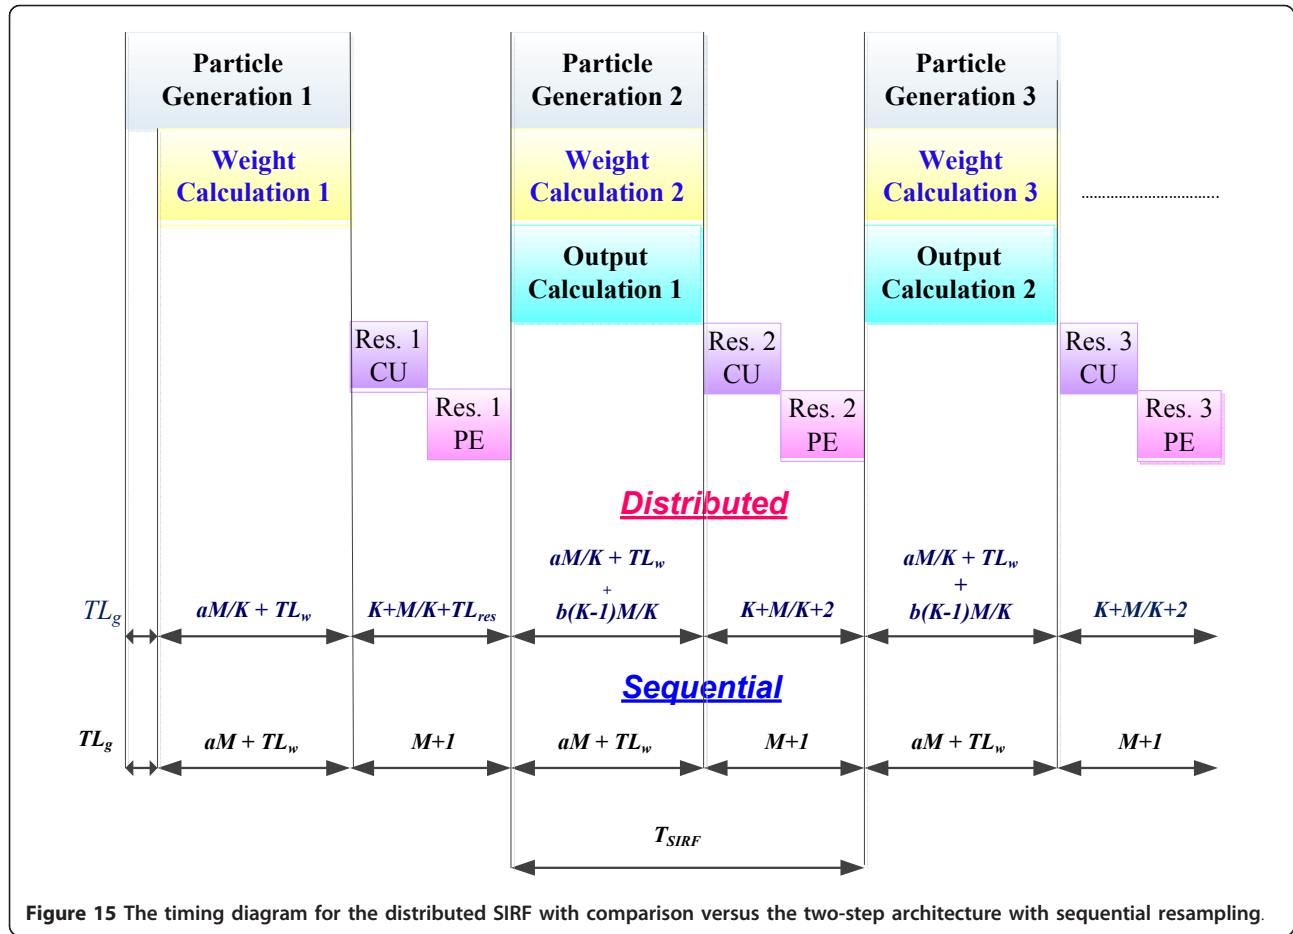 Particle Generation 1
Particle Generation 2
Particle Generation 3
Weight Calculation 1
Weight Calculation 2
Weight Calculation 3
................................
Output Calculation 1
Output Calculation 2
Res. 1 CU
Res. 2 CU
Res. 3 CU
Res. 1 PE
Res. 2 PE
Res. 3 PE
Distributed
TLg
aM/K + TLw
K+M/K+TLres
aM/K + TLw + b(K-1)M/K
K+M/K+2
aM/K + TLw + b(K-1)M/K
K+M/K+2
Sequential
TLg
aM + TLw
M+1
aM + TLw
M+1
aM + TLw
M+1
TSIRF
Figure 15 The timing diagram for the distributed SIRF with comparison versus the two-step architecture with sequential resampling.